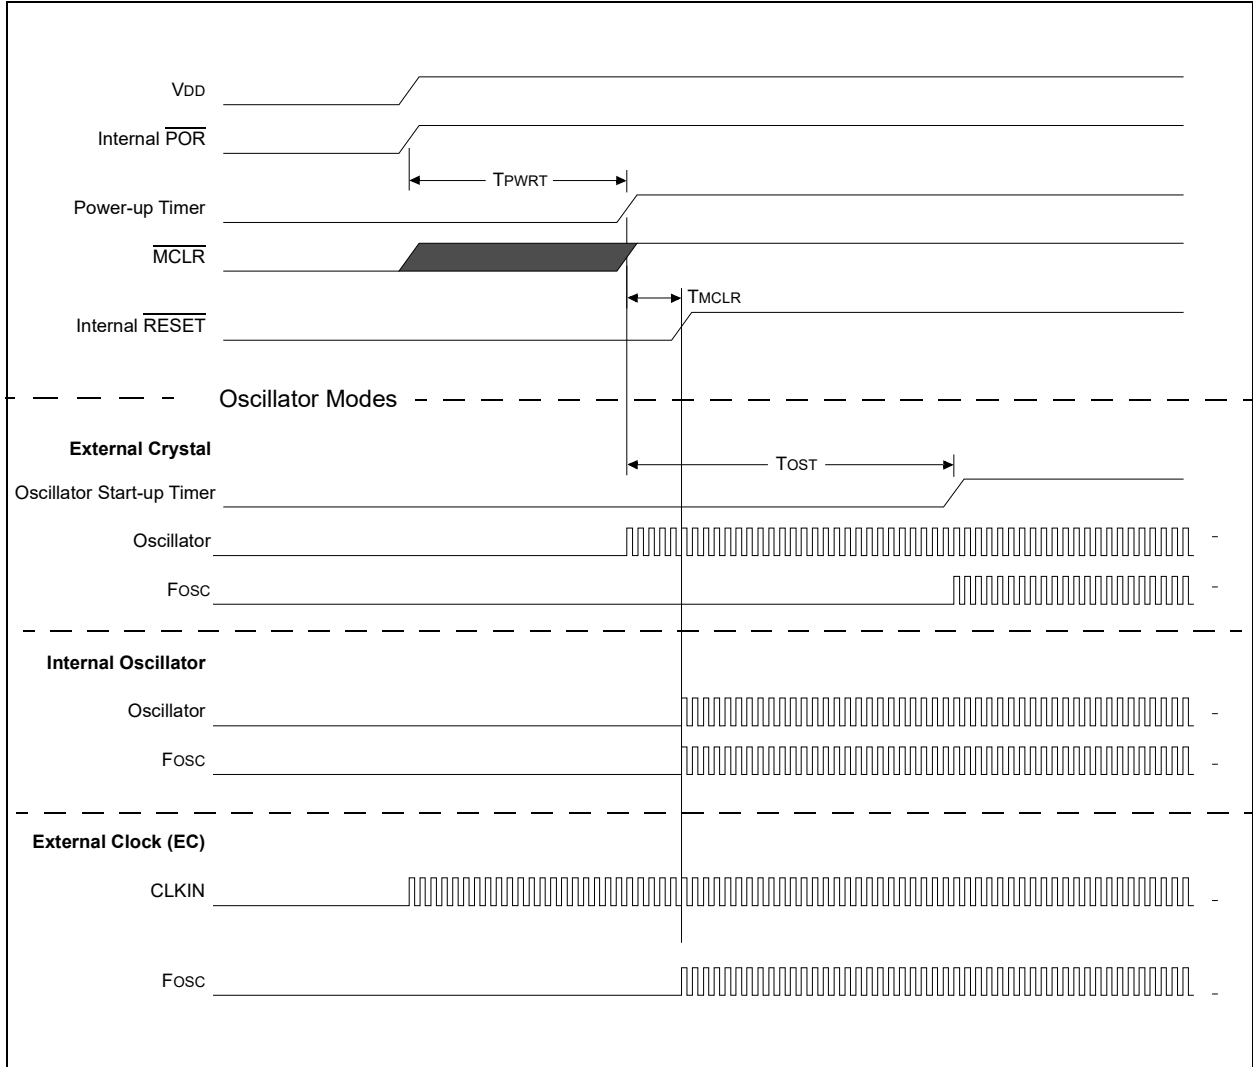 VDD
Internal POR
TPWRT
Power-up Timer
MCLR
TMCLR
Internal RESET
Oscillator Modes
External Crystal
TOST
Oscillator Start-up Timer
Oscillator
FOSC
Internal Oscillator
Oscillator
FOSC
External Clock (EC)
CLKIN
FOSC